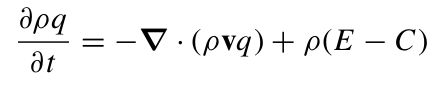 ∂ρq/∂t = −∇ · (ρvq) + ρ(E − C)